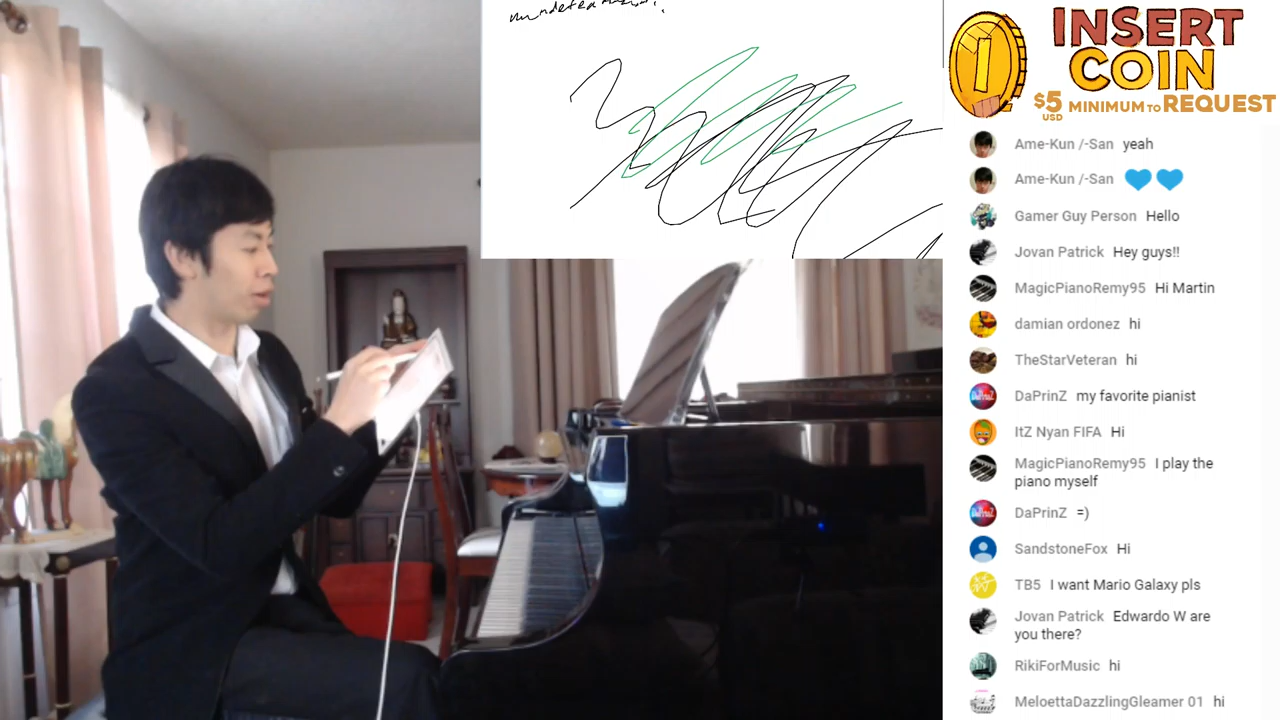 INSERT
COIN
$5 MINIMUM TO REQUEST
USD
Ame-Kun /-San yeah
Ame-Kun /-San 💙💙
Gamer Guy Person Hello
Jovan Patrick Hey guys!!
MagicPianoRemy95 Hi Martin
damian ordonez hi
TheStarVeteran hi
DaPrinZ my favorite pianist
ItZ Nyan FIFA Hi
MagicPianoRemy95 I play the
piano myself
DaPrinZ =)
SandstoneFox Hi
TB5 I want Mario Galaxy pls
Jovan Patrick Edwardo W are
you there?
RikiForMusic hi
MeloettaDazzlingGleamer 01 hi